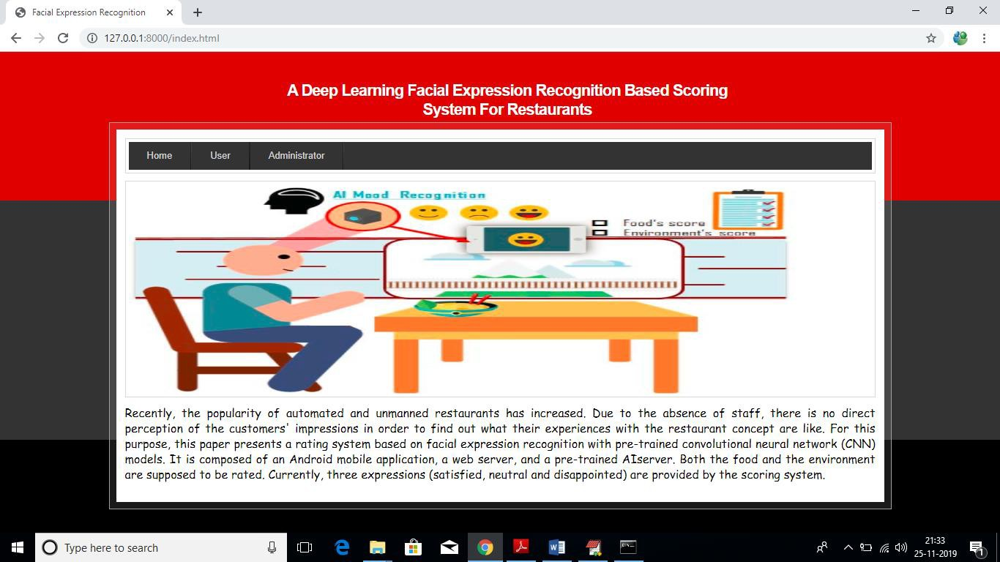 Facial Expression Recognition
127.0.0.1:8000/index.html
A Deep Learning Facial Expression Recognition Based Scoring
System For Restaurants
Home User Administrator
AI Mood Recognition
Food's score
Environment's score
Recently, the popularity of automated and unmanned restaurants has increased. Due to the absence of staff, there is no direct
perception of the customers' impressions in order to find out what their experiences with the restaurant concept are like. For this
purpose, this paper presents a rating system based on facial expression recognition with pre-trained convolutional neural network (CNN)
models. It is composed of an Android mobile application, a web server, and a pre-trained AIserver. Both the food and the environment
are supposed to be rated. Currently, three expressions (satisfied, neutral and disappointed) are provided by the scoring system.
Type here to search
21:33
25-11-2019
1